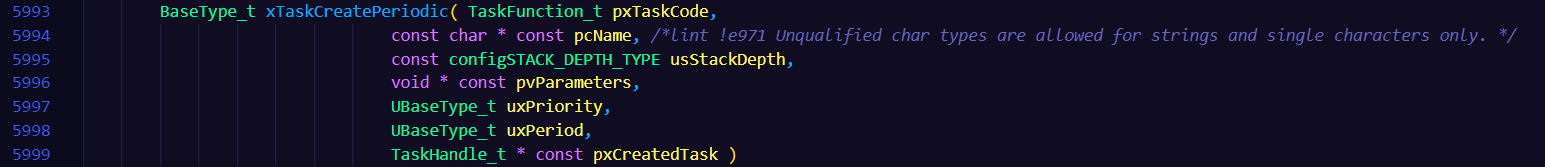 5993 BaseType_t xTaskCreatePeriodic( TaskFunction_t pxTaskCode,
5994 const char * const pcName, /*lint !e971 Unqualified char types are allowed for strings and single characters only. */
5995 const configSTACK_DEPTH_TYPE usStackDepth,
5996 void * const pvParameters,
5997 UBaseType_t uxPriority,
5998 UBaseType_t uxPeriod,
5999 TaskHandle_t * const pxCreatedTask )